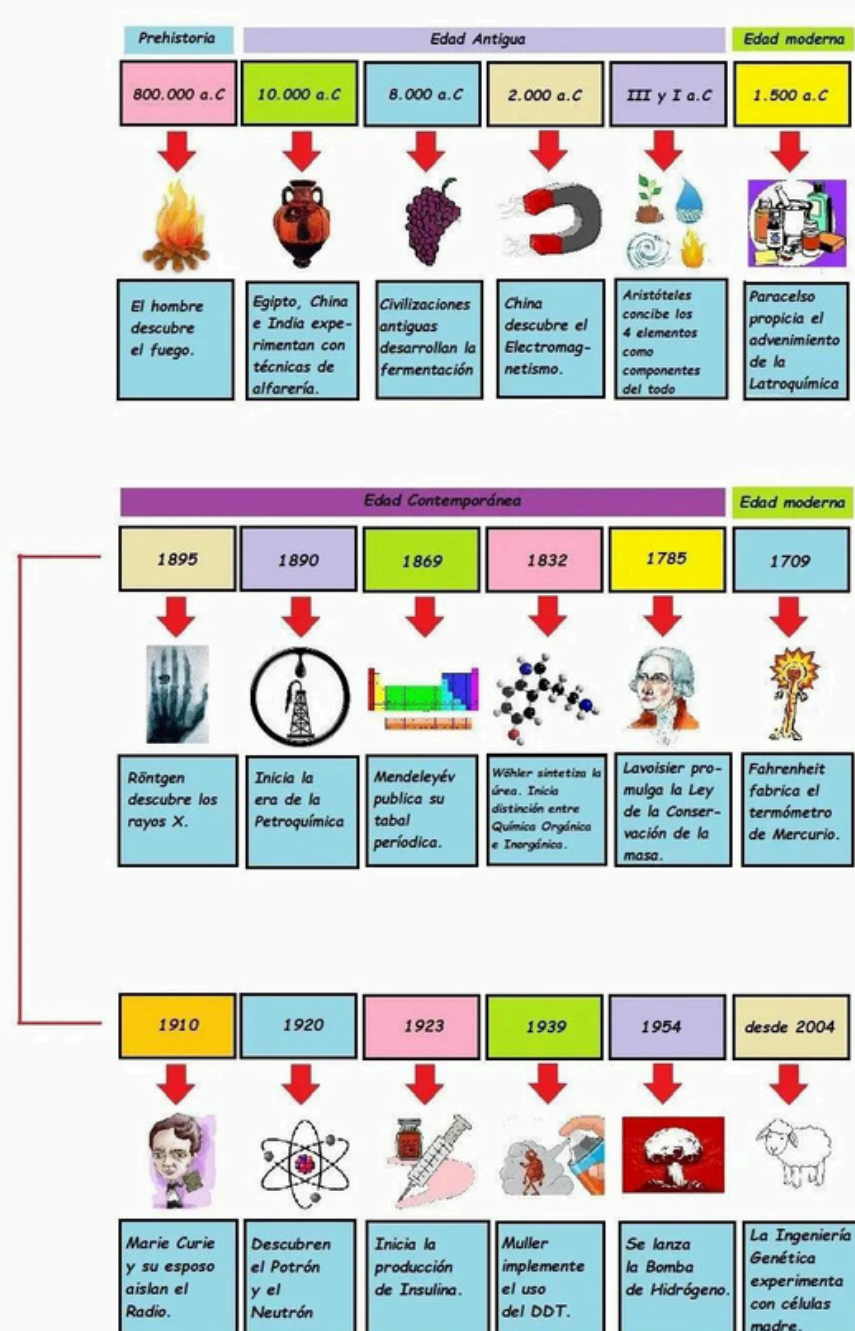 Prehistoria
Edad Antigua
Edad moderna
800.000 a.C
10.000 a.C
8.000 a.C
2.000 a.C
III y I a.C
1.500 a.C
El hombre
descubre
el fuego.
Egipto, China
e India expe-
rimentan con
técnicas de
alfarería.
Civilizaciones
antiguas
desarrollan la
fermentación
China
descubre el
Electromag-
netismo.
Aristóteles
concibe los
4 elementos
como
componentes
del todo
Paracelso
propicia el
advenimiento
de la
Latroquímica
Edad Contemporánea
Edad moderna
1895
1890
1869
1832
1785
1709
Röntgen
descubre los
rayos X.
Inicia la
era de la
Petroquímica
Mendeleyév
publica su
tabal
períodica.
Wöhler sintetiza la
úrea. Inicia
distinción entre
Química Orgánica
e Inorgánica.
Lavoisier pro-
mulga la Ley
de la Conser-
vación de la
masa.
Fahrenheit
fabrica el
termómetro
de Mercurio.
1910
1920
1923
1939
1954
desde 2004
Marie Curie
y su esposo
aislan el
Radio.
Descubren
el Potrón
y el
Neutrón
Inicia la
producción
de Insulina.
Muller
implemente
el uso
del DDT.
Se lanza
la Bomba
de Hidrógeno.
La Ingeniería
Genética
experimenta
con células
madre.